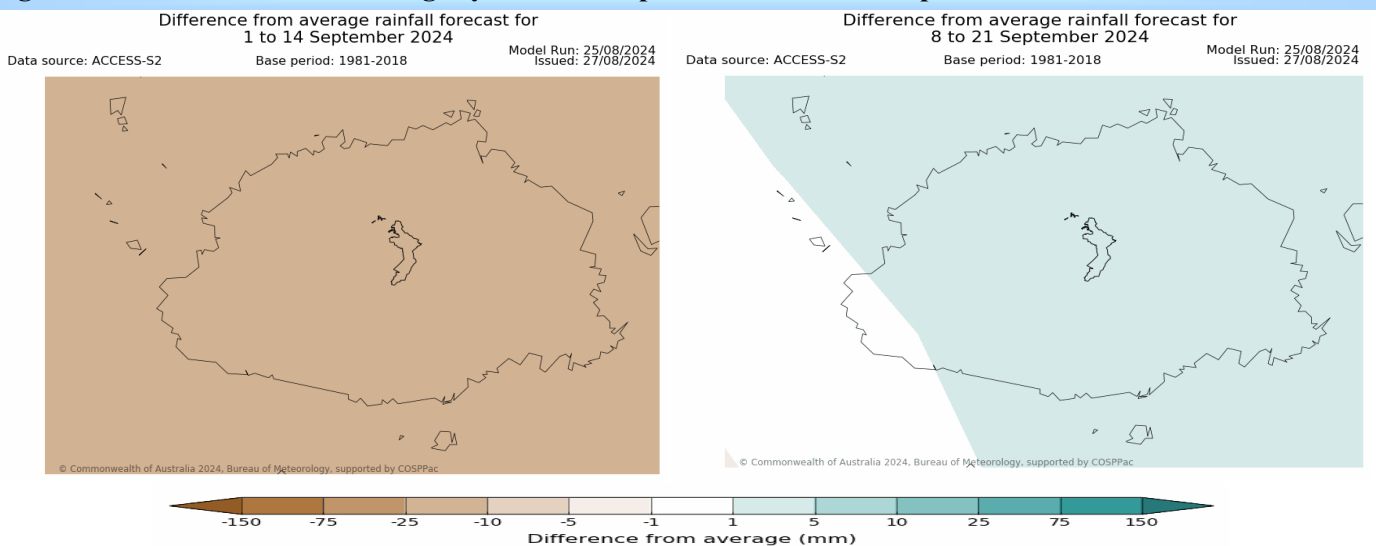 Difference from average rainfall forecast for
1 to 14 September 2024
Model Run: 25/08/2024
Data source: ACCESS-S2 Base period: 1981-2018 Issued: 27/08/2024
© Commonwealth of Australia 2024, Bureau of Meteorology, supported by COSPPac
Difference from average rainfall forecast for
8 to 21 September 2024
Model Run: 25/08/2024
Data source: ACCESS-S2 Base period: 1981-2018 Issued: 27/08/2024
© Commonwealth of Australia 2024, Bureau of Meteorology, supported by COSPPac
-150 -75 -25 -10 -5 -1 1 5 10 25 75 150
Difference from average (mm)